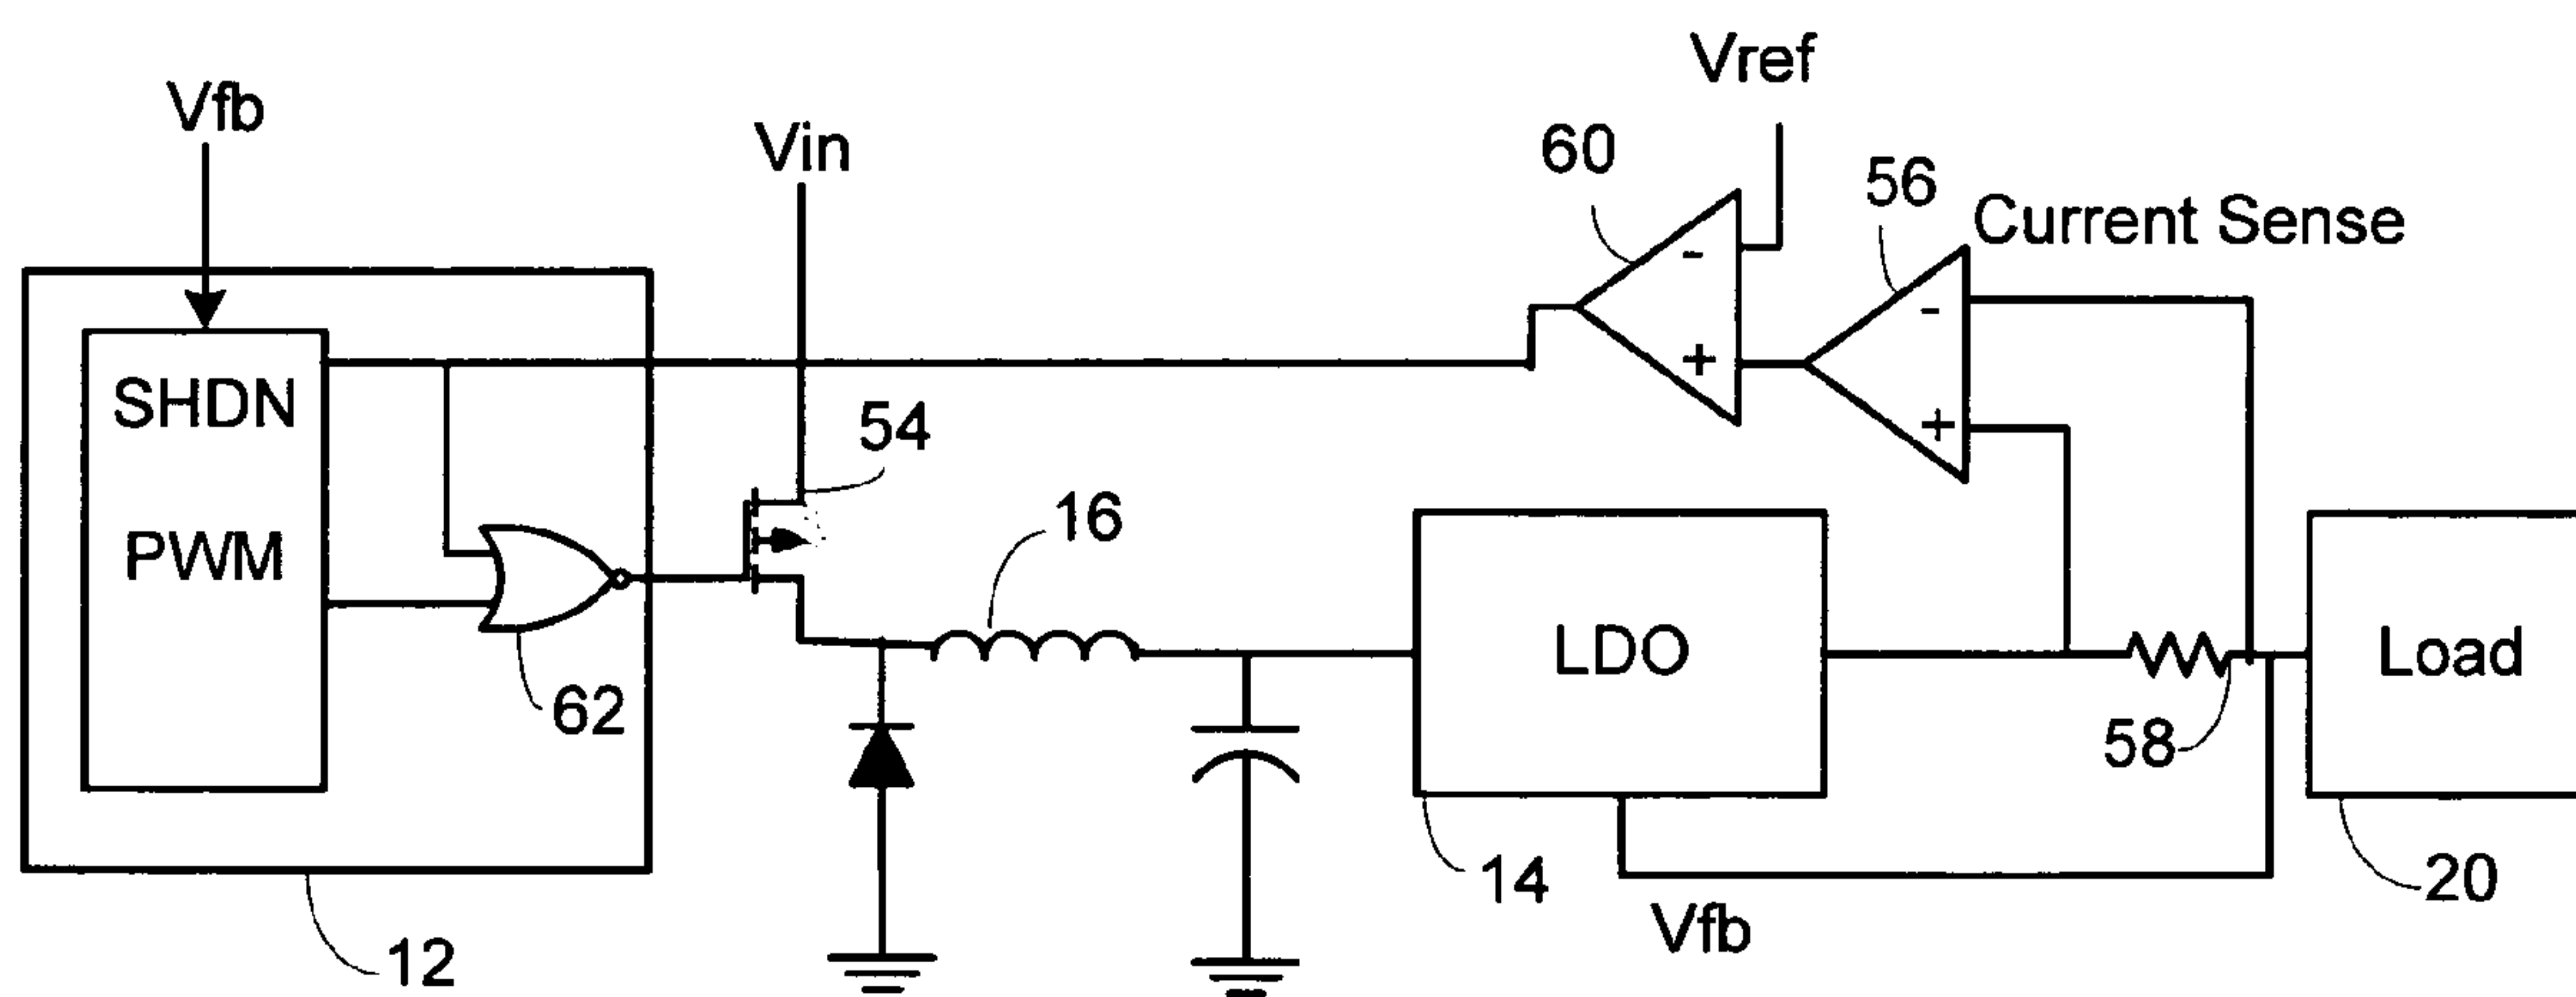 Vref
Vfb
Vin
60
56
Current Sense
-
-
+
+
SHDN
54
16
PWM
LDO
Load
62
58
14
20
Vfb
12